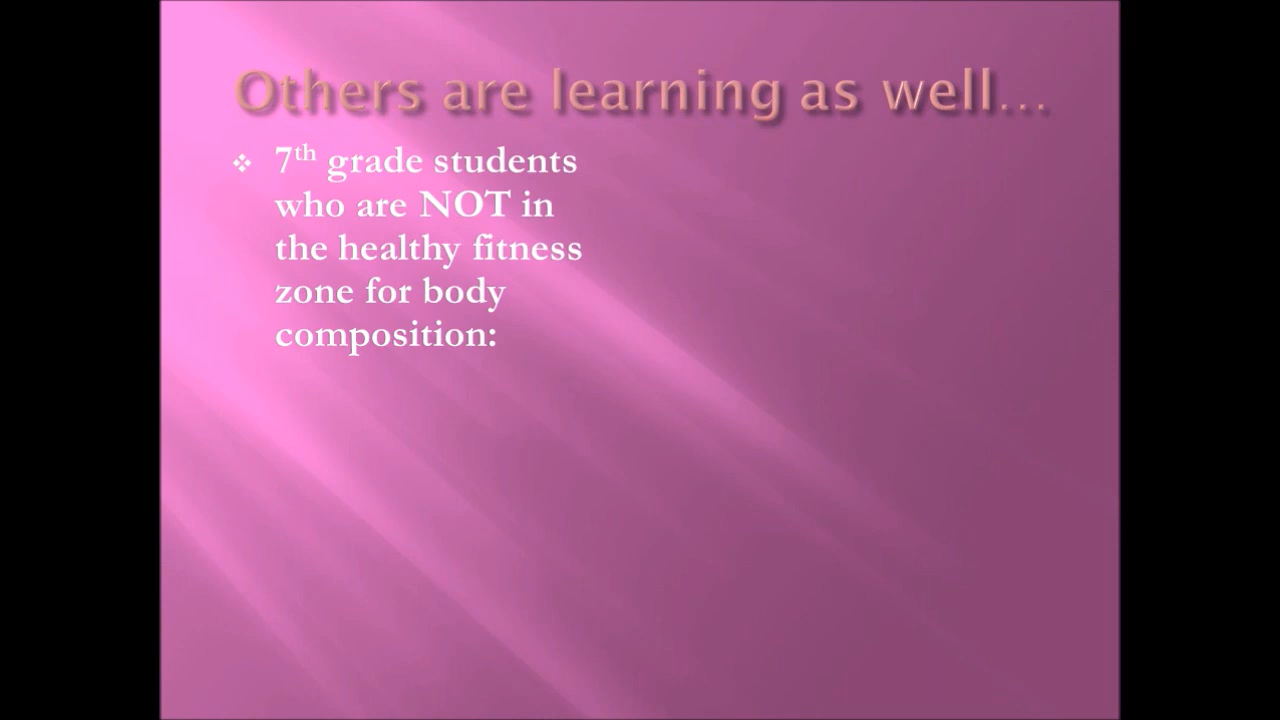 Others are learning as well...
❖ 7th grade students
who are NOT in
the healthy fitness
zone for body
composition: